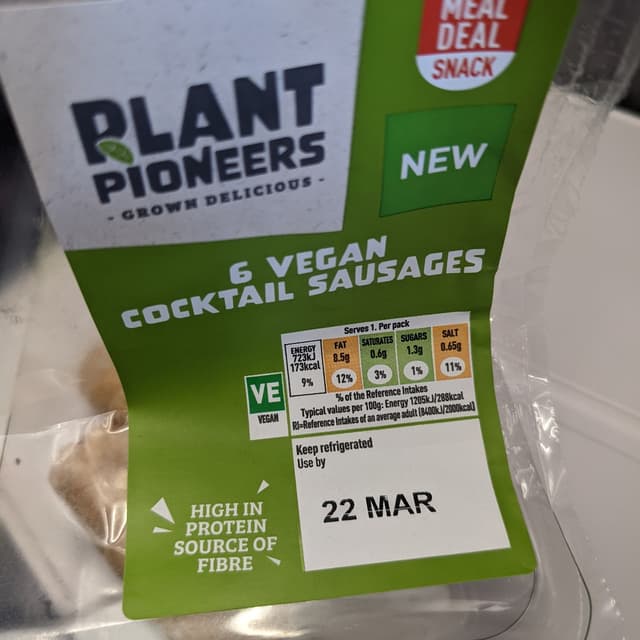 MEAL
DEAL
SNACK
PLANT
PIONEERS
- GROWN DELICIOUS -
NEW
6 VEGAN
COCKTAIL SAUSAGES
Serves 1. Per pack
ENERGY
723kJ
173kcal
9%
FAT
8.5g
12%
SATURATES
0.6g
3%
SUGARS
1.3g
1%
SALT
0.65g
11%
% of the Reference Intakes
Typical values per 100g: Energy 1205kJ/288kcal
RI=Reference Intakes of an average adult (8400kJ/2000kcal)
VE
VEGAN
Keep refrigerated
Use by
22 MAR
HIGH IN
PROTEIN
SOURCE OF
FIBRE